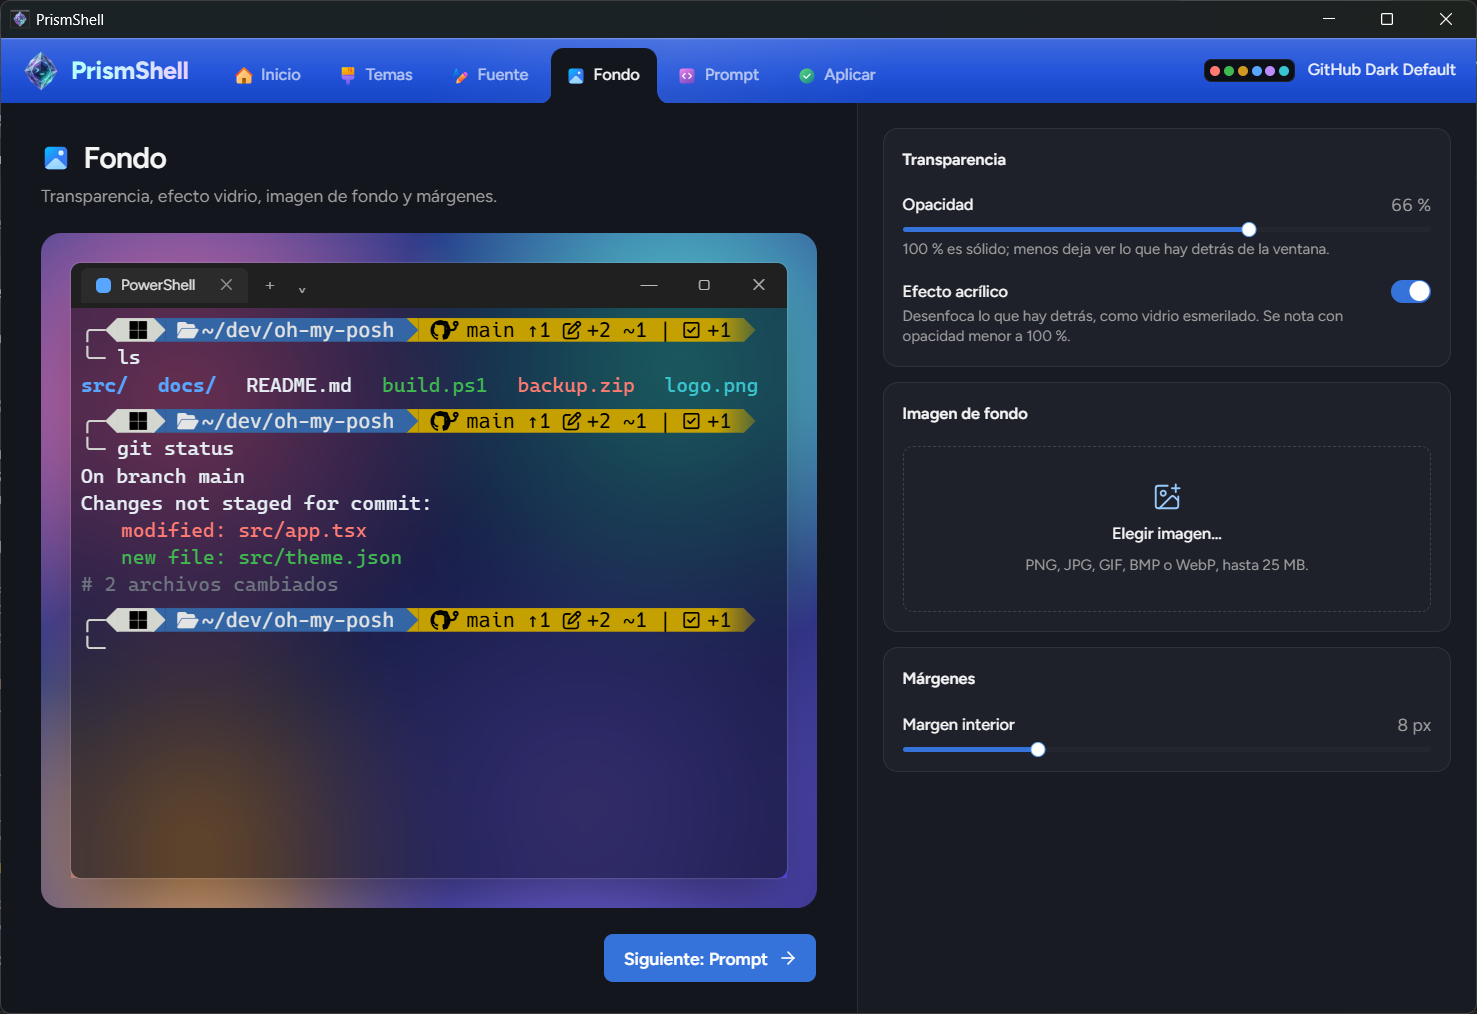 PrismShell
PrismShell
Inicio
Temas
Fuente
Fondo
Prompt
Aplicar
GitHub Dark Default
Fondo
Transparencia, efecto vidrio, imagen de fondo y márgenes.
PowerShell
~/dev/oh-my-posh main ↑1 +2 ~1 | +1
ls
src/ docs/ README.md build.ps1 backup.zip logo.png
~/dev/oh-my-posh main ↑1 +2 ~1 | +1
git status
On branch main
Changes not staged for commit:
modified: src/app.tsx
new file: src/theme.json
# 2 archivos cambiados
~/dev/oh-my-posh main ↑1 +2 ~1 | +1
Siguiente: Prompt →
Transparencia
Opacidad 66 %
100 % es sólido; menos deja ver lo que hay detrás de la ventana.
Efecto acrílico
Desenfoca lo que hay detrás, como vidrio esmerilado. Se nota con
opacidad menor a 100 %.
Imagen de fondo
Elegir imagen...
PNG, JPG, GIF, BMP o WebP, hasta 25 MB.
Márgenes
Margen interior 8 px